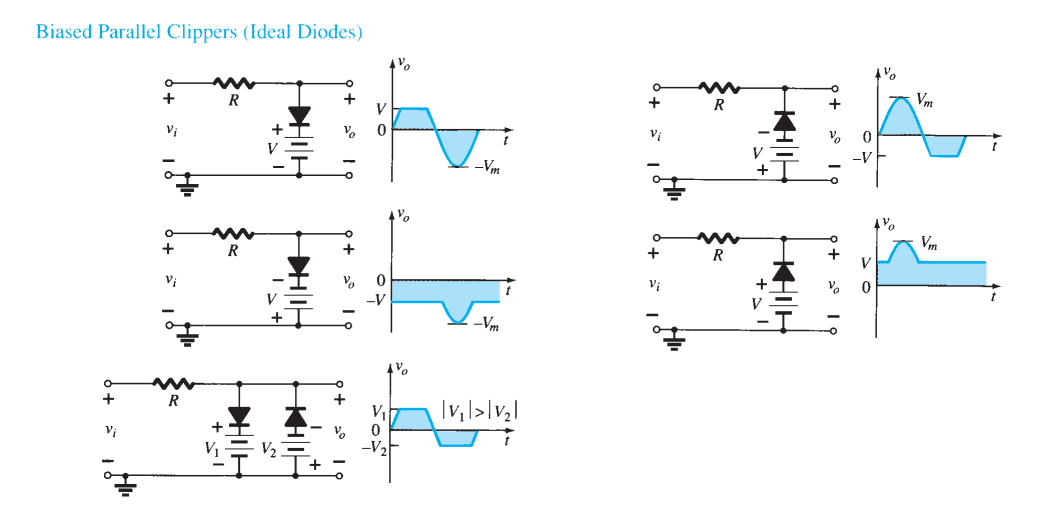 Biased Parallel Clippers (Ideal Diodes)
+ R + + V − vᵢ vₒ − −
vₒ V 0 t −Vₘ
+ R + − V + vᵢ vₒ − −
vₒ Vₘ 0 −V t
+ R + − V + vᵢ vₒ − −
vₒ 0 −V t −Vₘ
+ R + + V − vᵢ vₒ − −
vₒ Vₘ V 0 t
+ R + + V₁ − V₂ − + vᵢ vₒ − −
vₒ V₁ |V₁|>|V₂| 0 −V₂ t